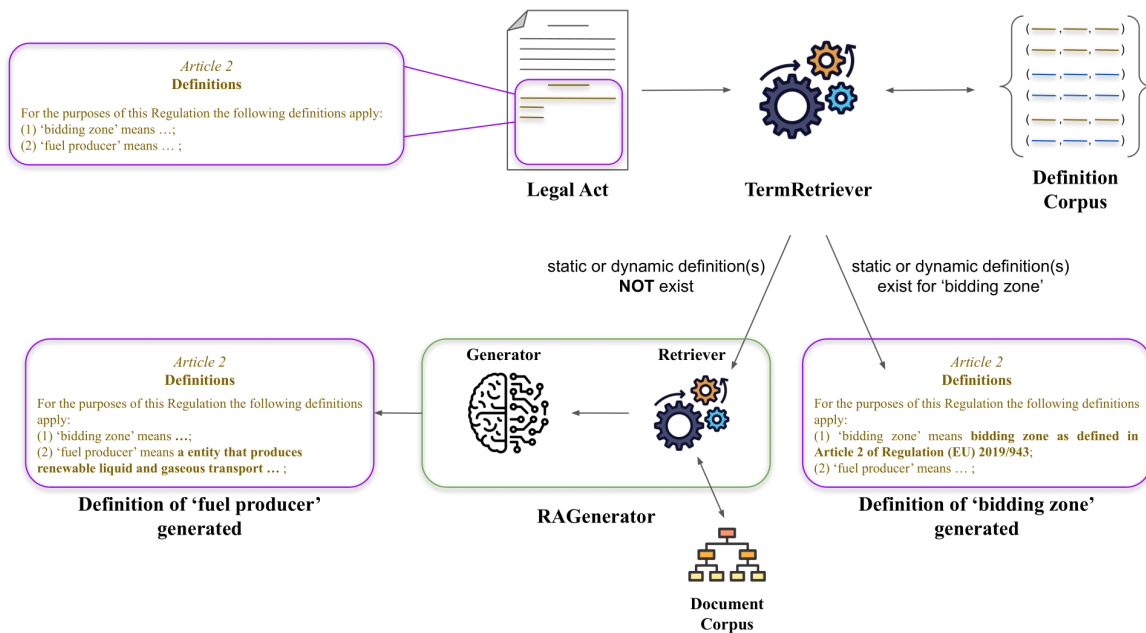 Article 2
Definitions
For the purposes of this Regulation the following definitions apply:
(1) ‘bidding zone’ means …;
(2) ‘fuel producer’ means … ;
Legal Act
TermRetriever
( , , )
( , , )
( , , )
( , , )
( , , )
( , , )
Definition
Corpus
static or dynamic definition(s)
NOT exist
static or dynamic definition(s)
exist for ‘bidding zone’
Article 2
Definitions
For the purposes of this Regulation the following definitions
apply:
(1) ‘bidding zone’ means …;
(2) ‘fuel producer’ means a entity that produces
renewable liquid and gaseous transport … ;
Definition of ‘fuel producer’
generated
Generator
Retriever
RAGenerator
Document
Corpus
Article 2
Definitions
For the purposes of this Regulation the following definitions
apply:
(1) ‘bidding zone’ means bidding zone as defined in
Article 2 of Regulation (EU) 2019/943;
(2) ‘fuel producer’ means … ;
Definition of ‘bidding zone’
generated